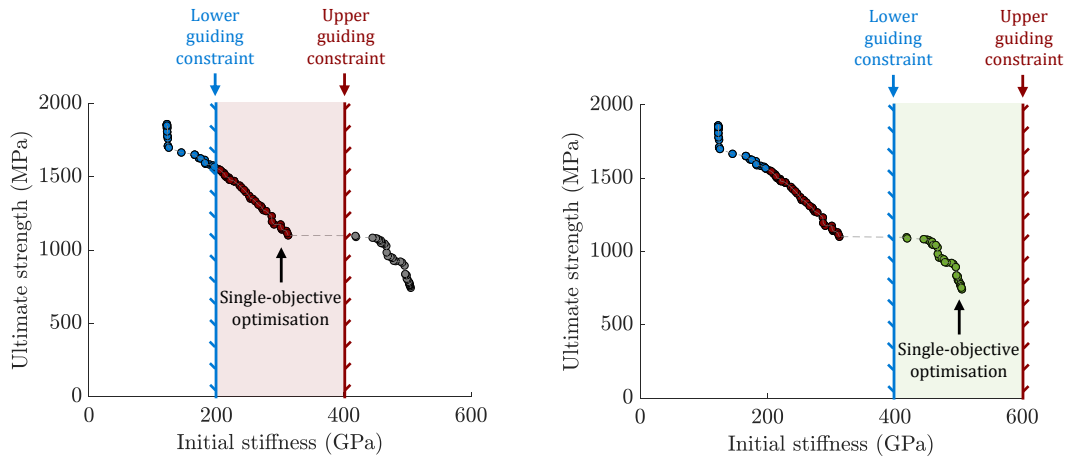 Lower
guiding
constraint
Upper
guiding
constraint
2000
1500
1000
500
0
Ultimate strength (MPa)
Single-objective
optimisation
0
200
400
600
Initial stiffness (GPa)
Lower
guiding
constraint
Upper
guiding
constraint
2000
1500
1000
500
0
Ultimate strength (MPa)
Single-objective
optimisation
0
200
400
600
Initial stiffness (GPa)